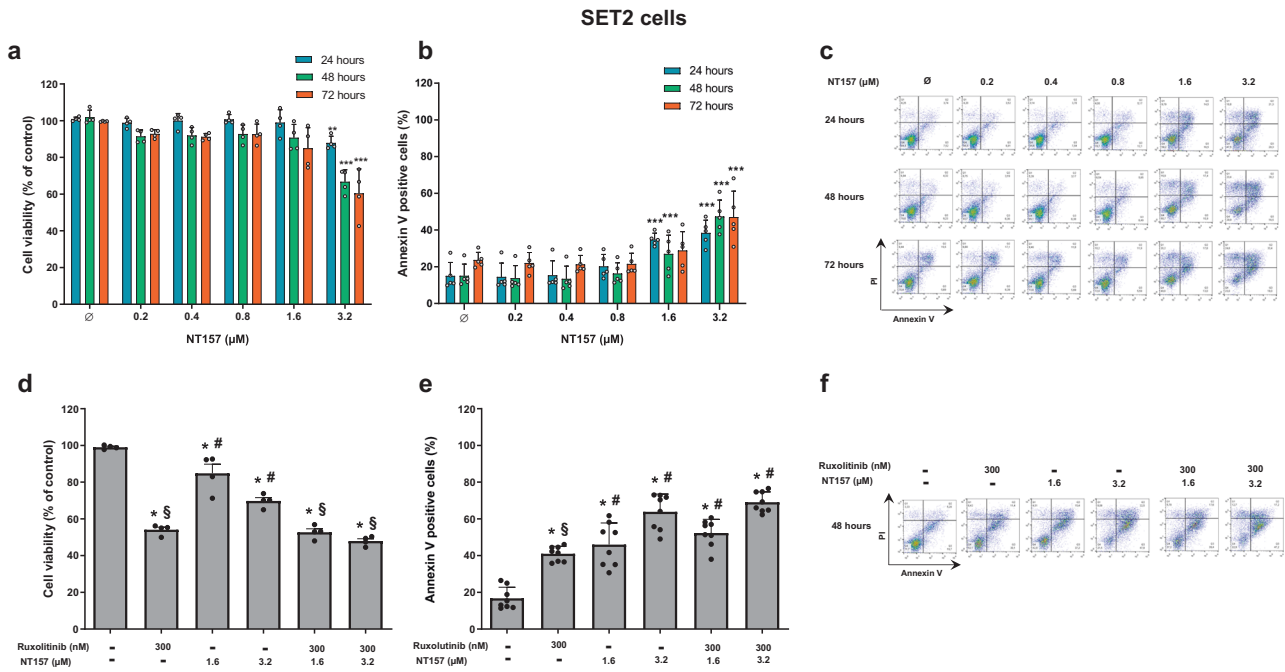 SET2 cells
a
24 hours
48 hours
72 hours
Cell viability (% of control)
120
100
80
60
40
20
0
** *** ***
Ø 0.2 0.4 0.8 1.6 3.2
NT157 (µM)
b
24 hours
48 hours
72 hours
Annexin V positive cells (%)
120
100
80
60
40
20
0
*** *** *** *** *** ***
Ø 0.2 0.4 0.8 1.6 3.2
NT157 (µM)
c
NT157 (µM) Ø 0.2 0.4 0.8 1.6 3.2
24 hours
48 hours
72 hours
PI
Annexin V
d
Cell viability (% of control)
120
100
80
60
40
20
0
* § * # * # * § * §
Ruxolitinib (nM) - 300 - - 300 300
NT157 (µM) - - 1.6 3.2 1.6 3.2
e
Annexin V positive cells (%)
120
100
80
60
40
20
0
* § * # * # * # * #
Ruxolutinib (nM) - 300 - - 300 300
NT157 (µM) - - 1.6 3.2 1.6 3.2
f
Ruxolitinib (nM) - 300 - - 300 300
NT157 (µM) - - 1.6 3.2 1.6 3.2
48 hours
PI
Annexin V